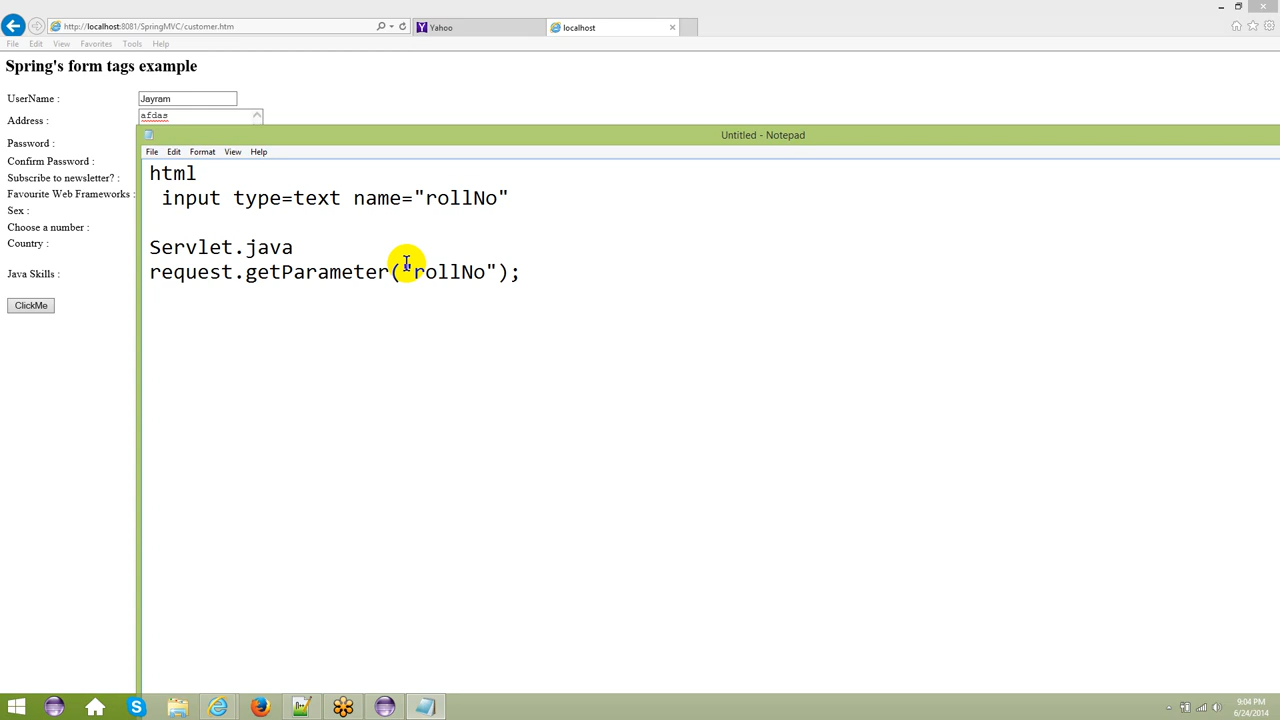 http://localhost:8081/SpringMVC/customer.htm
Yahoo
localhost
File Edit View Favorites Tools Help
Spring's form tags example
UserName :
Jayram
Address :
afdas
Password :
Confirm Password :
Subscribe to newsletter? :
Favourite Web Frameworks :
Sex :
Choose a number :
Country :
Java Skills :
ClickMe
Untitled - Notepad
File Edit Format View Help
html
input type=text name="rollNo"
Servlet.java
request.getParameter("rollNo");
9:04 PM
6/24/2014